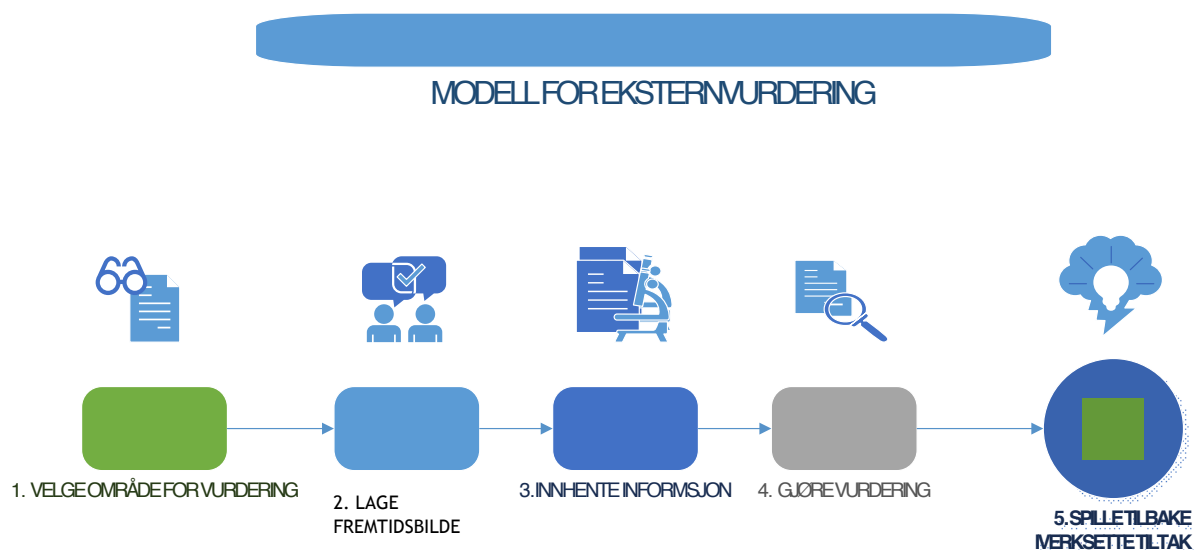 MODELL FOR EKSTERNVURDERING
1. VELGE OMRÅDE FOR VURDERING
2. LAGE
FREMTIDSBILDE
3. INNHENTE INFORMSJON
4. GJØRE VURDERING
5. SPILLE TILBAKE
IVERKSETTE TILTAK